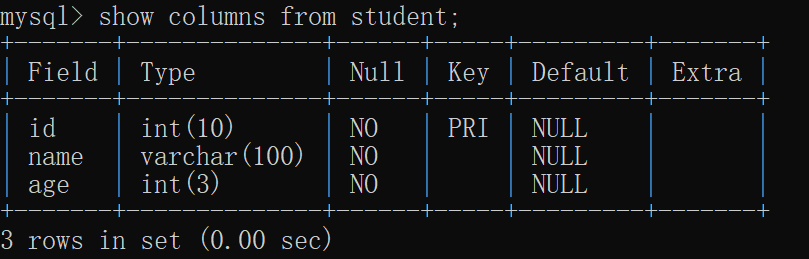 mysql> show columns from student;
+-------+--------------+------+-----+---------+-------+
| Field | Type         | Null | Key | Default | Extra |
+-------+--------------+------+-----+---------+-------+
| id    | int(10)      | NO   | PRI | NULL    |       |
| name  | varchar(100) | NO   |     | NULL    |       |
| age   | int(3)       | NO   |     | NULL    |       |
+-------+--------------+------+-----+---------+-------+
3 rows in set (0.00 sec)